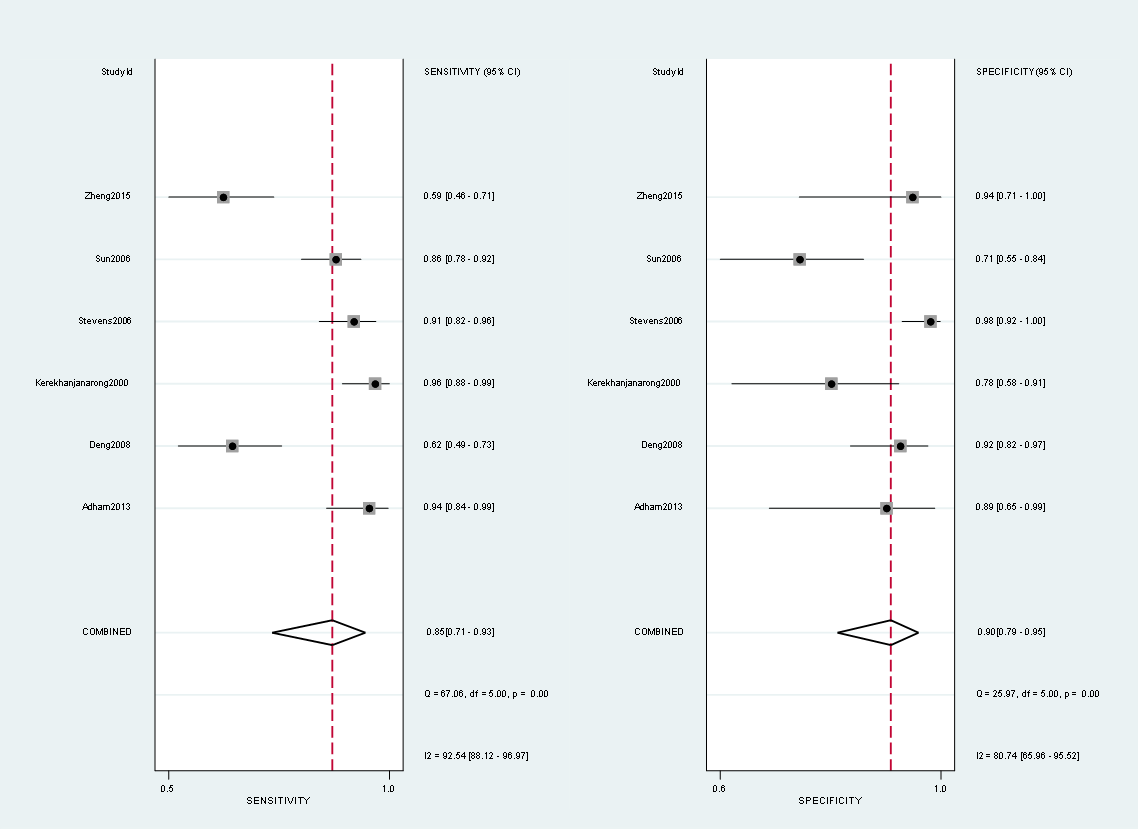 StudyId SENSITIVITY (95% CI)
Zheng2015 0.59 [0.46 - 0.71]
Sun2006 0.86 [0.78 - 0.92]
Stevens2006 0.91 [0.82 - 0.96]
Kerekhanjanarong2000 0.96 [0.88 - 0.99]
Deng2008 0.62 [0.49 - 0.73]
Adham2013 0.94 [0.84 - 0.99]
COMBINED 0.85[0.71 - 0.93]
Q = 67.06, df = 5.00, p = 0.00
I2 = 92.54 [88.12 - 96.97]
0.5 1.0
SENSITIVITY
StudyId SPECIFICITY (95% CI)
Zheng2015 0.94 [0.71 - 1.00]
Sun2006 0.71 [0.55 - 0.84]
Stevens2006 0.98 [0.92 - 1.00]
Kerekhanjanarong2000 0.78 [0.58 - 0.91]
Deng2008 0.92 [0.82 - 0.97]
Adham2013 0.89 [0.65 - 0.99]
COMBINED 0.90[0.79 - 0.95]
Q = 25.97, df = 5.00, p = 0.00
I2 = 80.74 [65.96 - 95.52]
0.6 1.0
SPECIFICITY